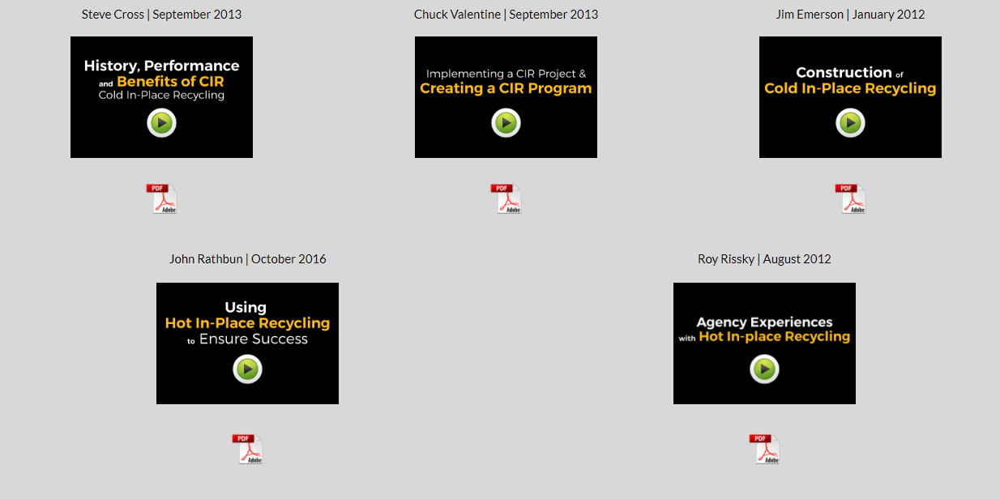 Steve Cross | September 2013
Chuck Valentine | September 2013
Jim Emerson | January 2012
History, Performance
and Benefits of CIR
Cold In-Place Recycling
Implementing a CIR Project &
Creating a CIR Program
Construction of
Cold In-Place Recycling
PDF
Adobe
PDF
Adobe
PDF
Adobe
John Rathbun | October 2016
Roy Rissky | August 2012
Using
Hot In-Place Recycling
to Ensure Success
Agency Experiences
with Hot In-place Recycling
PDF
Adobe
PDF
Adobe